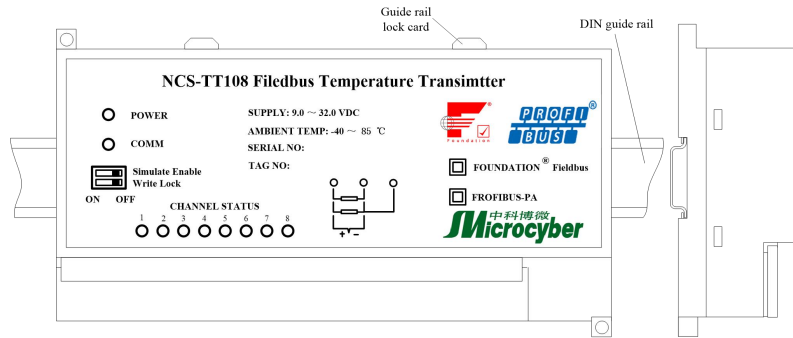 Guide rail
lock card
DIN guide rail
NCS-TT108 Filedbus Temperature Transimtter
POWER
COMM
SUPPLY: 9.0 ～ 32.0 VDC
AMBIENT TEMP: -40 ～ 85 ℃
SERIAL NO:
TAG NO:
Foundation
PROFI®
BUS
Simulate Enable
Write Lock
ON OFF
CHANNEL STATUS
1 2 3 4 5 6 7 8
+ -
FOUNDATION® Fieldbus
FROFIBUS-PA
中科博微
Microcyber